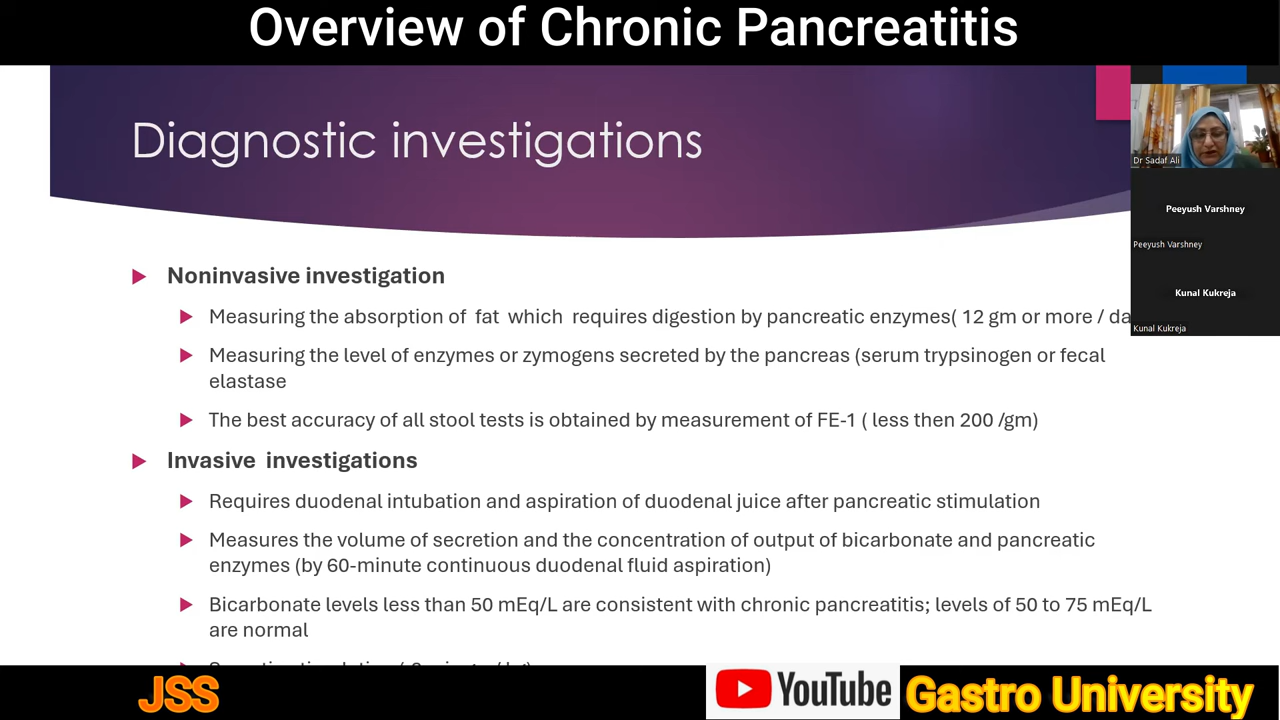 Overview of Chronic Pancreatitis
Diagnostic investigations
Dr Sadaf Ali
Peeyush Varshney
Peeyush Varshney
Kunal Kukreja
Kunal Kukreja
Noninvasive investigation
Measuring the absorption of fat which requires digestion by pancreatic enzymes( 12 gm or more / da
Measuring the level of enzymes or zymogens secreted by the pancreas (serum trypsinogen or fecal
elastase
The best accuracy of all stool tests is obtained by measurement of FE-1 ( less then 200 /gm)
Invasive investigations
Requires duodenal intubation and aspiration of duodenal juice after pancreatic stimulation
Measures the volume of secretion and the concentration of output of bicarbonate and pancreatic
enzymes (by 60-minute continuous duodenal fluid aspiration)
Bicarbonate levels less than 50 mEq/L are consistent with chronic pancreatitis; levels of 50 to 75 mEq/L
are normal
JSS
YouTube
Gastro University